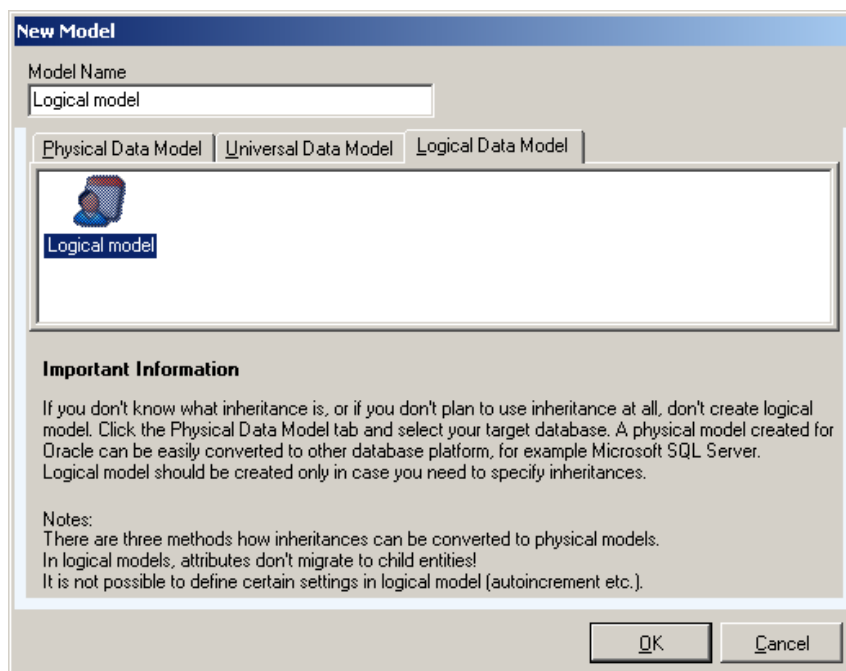 New Model
Model Name
Logical model
Physical Data Model
Universal Data Model
Logical Data Model
Logical model
Important Information
If you don't know what inheritance is, or if you don't plan to use inheritance at all, don't create logical
model. Click the Physical Data Model tab and select your target database. A physical model created for
Oracle can be easily converted to other database platform, for example Microsoft SQL Server.
Logical model should be created only in case you need to specify inheritances.
Notes:
There are three methods how inheritances can be converted to physical models.
In logical models, attributes don't migrate to child entities!
It is not possible to define certain settings in logical model (autoincrement etc.).
OK
Cancel